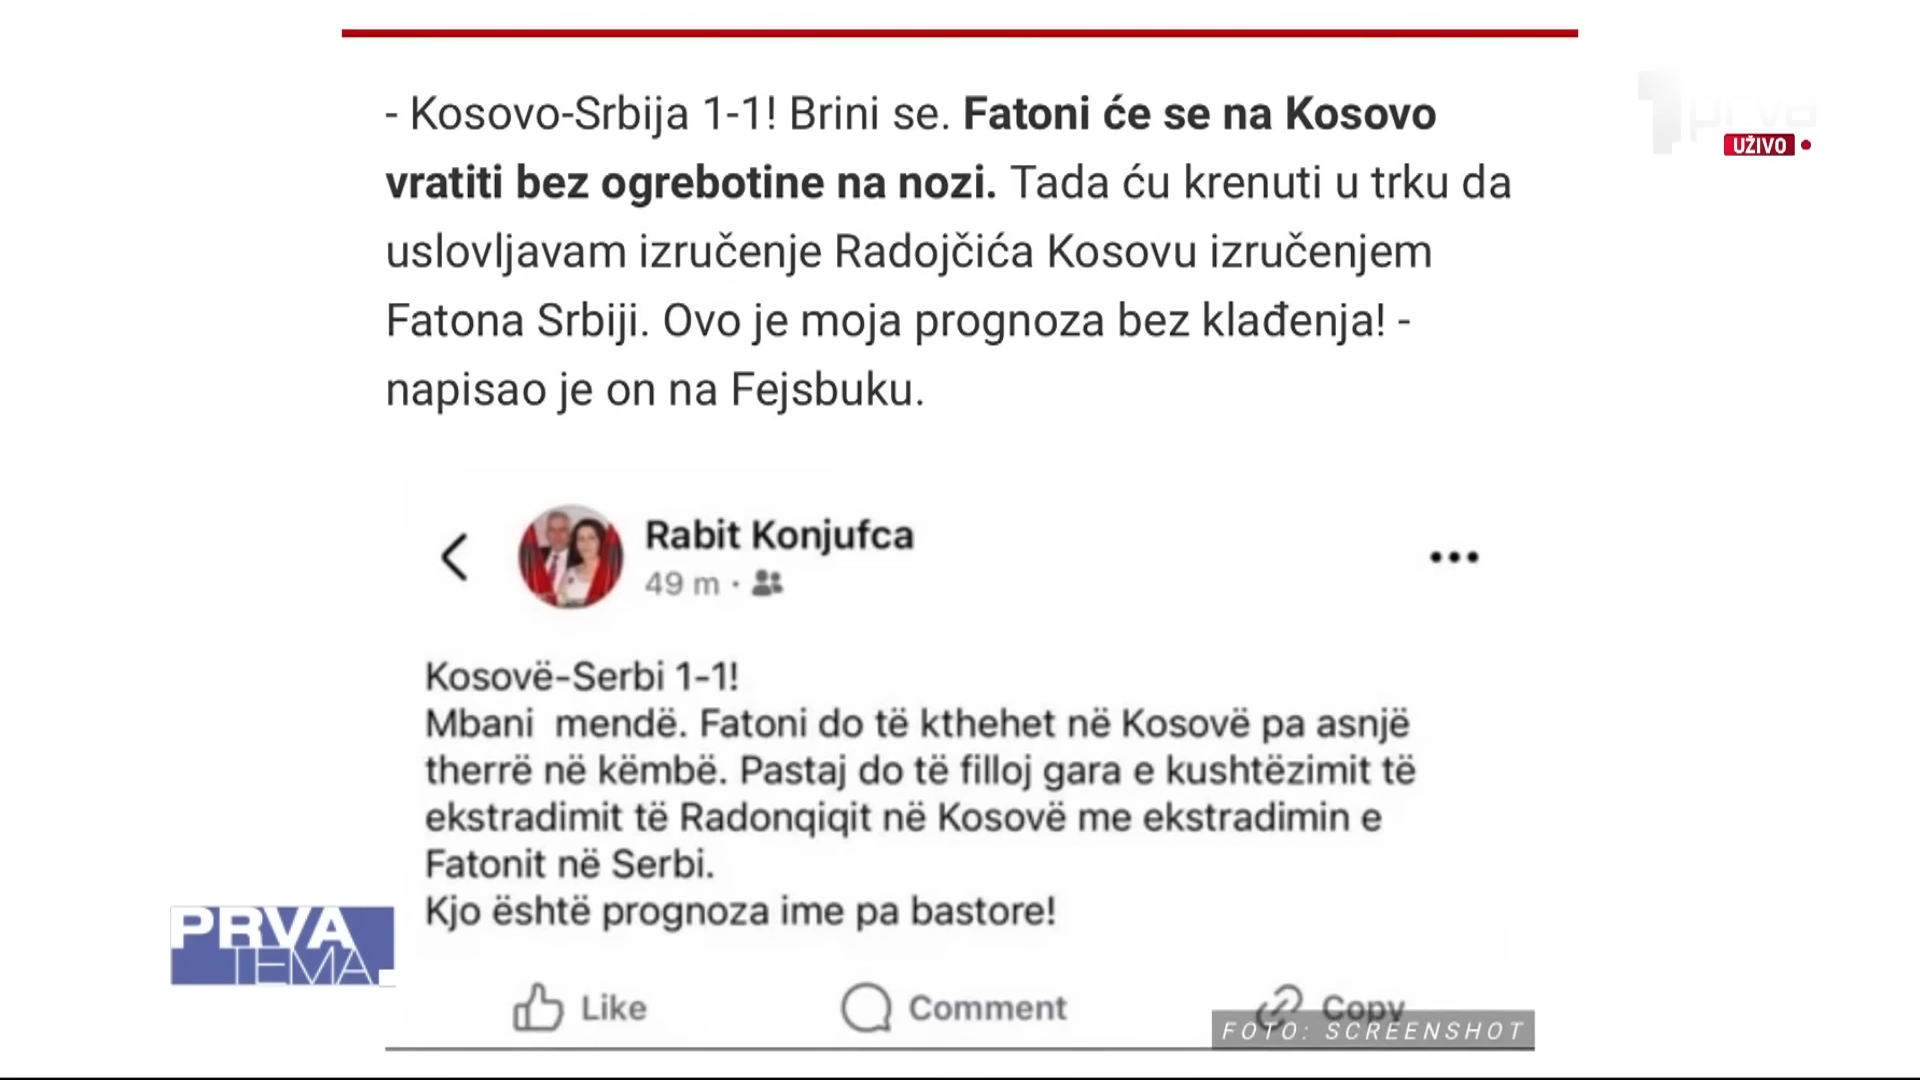 - Kosovo-Srbija 1-1! Brini se. Fatoni će se na Kosovo
vratiti bez ogrebotine na nozi. Tada ću krenuti u trku da
uslovljavam izručenje Radojčića Kosovu izručenjem
Fatona Srbiji. Ovo je moja prognoza bez klađenja! -
napisao je on na Fejsbuku.
1 prva
UŽIVO
Rabit Konjufca
49 m
Kosovë-Serbi 1-1!
Mbani mendë. Fatoni do të kthehet në Kosovë pa asnjë
therrë në këmbë. Pastaj do të filloj gara e kushtëzimit të
ekstradimit të Radonqiqit në Kosovë me ekstradimin e
Fatonit në Serbi.
Kjo është prognoza ime pa bastore!
PRVA
TEMA
Like Comment Copy
FOTO: SCREENSHOT